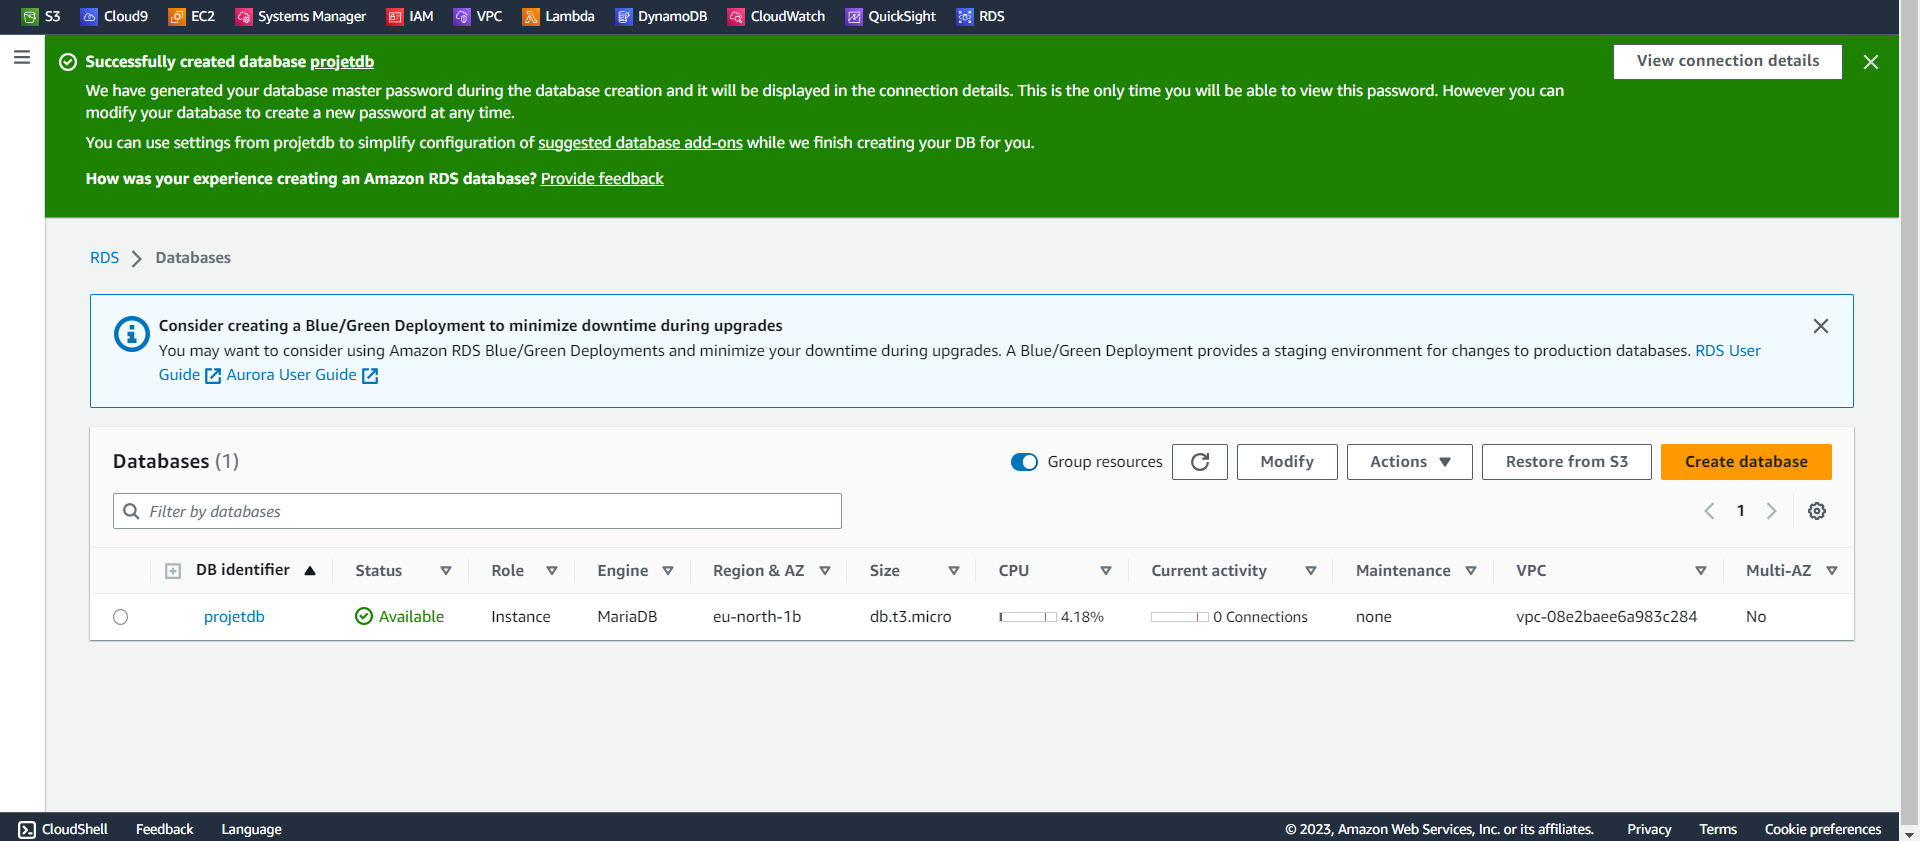 S3 Cloud9 EC2 Systems Manager IAM VPC Lambda DynamoDB CloudWatch QuickSight RDS
Successfully created database projetdb
View connection details
We have generated your database master password during the database creation and it will be displayed in the connection details. This is the only time you will be able to view this password. However you can
modify your database to create a new password at any time.
You can use settings from projetdb to simplify configuration of suggested database add-ons while we finish creating your DB for you.
How was your experience creating an Amazon RDS database? Provide feedback
RDS Databases
Consider creating a Blue/Green Deployment to minimize downtime during upgrades
You may want to consider using Amazon RDS Blue/Green Deployments and minimize your downtime during upgrades. A Blue/Green Deployment provides a staging environment for changes to production databases. RDS User
Guide Aurora User Guide
Databases (1)
Group resources Modify Actions Restore from S3 Create database
Filter by databases
1
DB identifier Status Role Engine Region & AZ Size CPU Current activity Maintenance VPC Multi-AZ
projetdb Available Instance MariaDB eu-north-1b db.t3.micro 4.18% 0 Connections none vpc-08e2baee6a983c284 No
CloudShell Feedback Language © 2023, Amazon Web Services, Inc. or its affiliates. Privacy Terms Cookie preferences